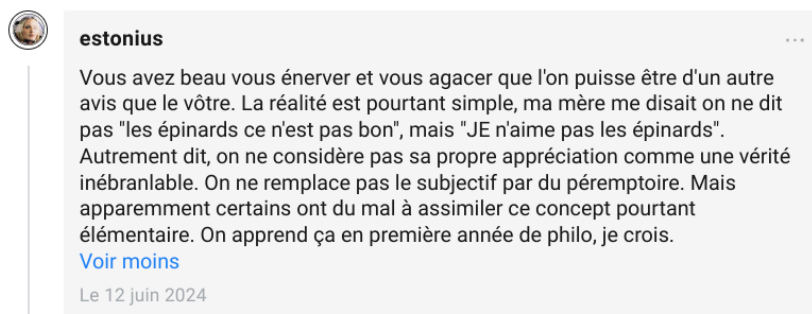 estonius
...
Vous avez beau vous énerver et vous agacer que l'on puisse être d'un autre
avis que le vôtre. La réalité est pourtant simple, ma mère me disait on ne dit
pas "les épinards ce n'est pas bon", mais "JE n'aime pas les épinards".
Autrement dit, on ne considère pas sa propre appréciation comme une vérité
inébranlable. On ne remplace pas le subjectif par du péremptoire. Mais
apparemment certains ont du mal à assimiler ce concept pourtant
élémentaire. On apprend ça en première année de philo, je crois.
Voir moins
Le 12 juin 2024